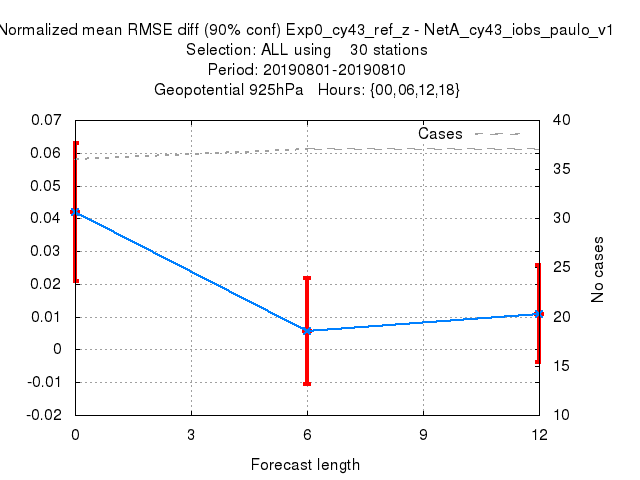 Normalized mean RMSE diff (90% conf) Exp0_cy43_ref_z - NetA_cy43_iobs_paulo_v1
Selection: ALL using 30 stations
Period: 20190801-20190810
Geopotential 925hPa Hours: {00,06,12,18}
Cases
0.07
0.06
0.05
0.04
0.03
0.02
0.01
0
-0.01
-0.02
40
35
30
25
20
15
10
No cases
0 3 6 9 12
Forecast length